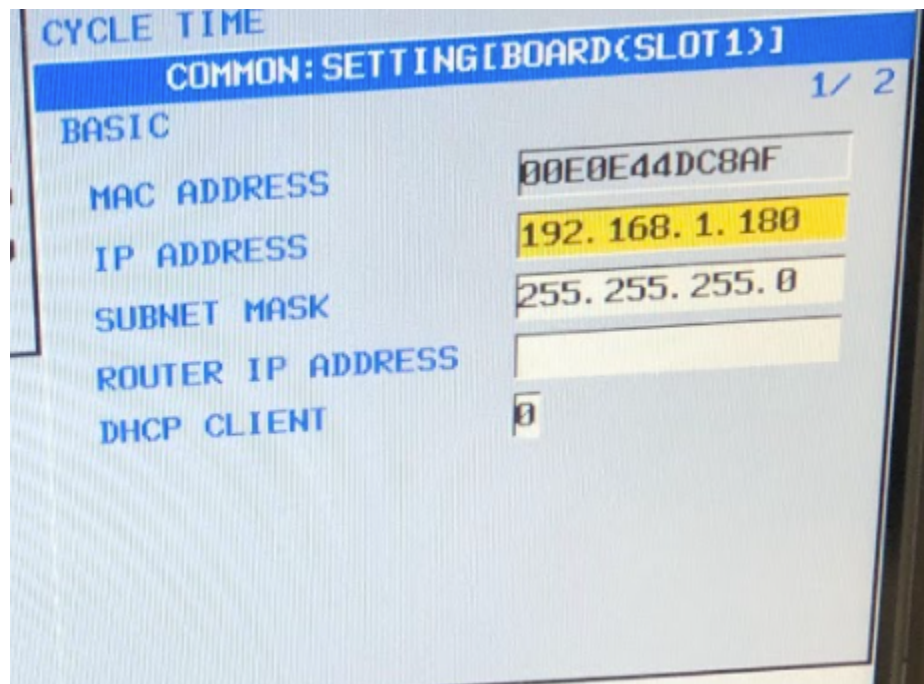 CYCLE TIME
COMMON:SETTING[BOARD(SLOT1)]
1/ 2
BASIC
MAC ADDRESS 00E0E44DC8AF
IP ADDRESS 192. 168. 1. 180
SUBNET MASK 255. 255. 255. 0
ROUTER IP ADDRESS
DHCP CLIENT 0